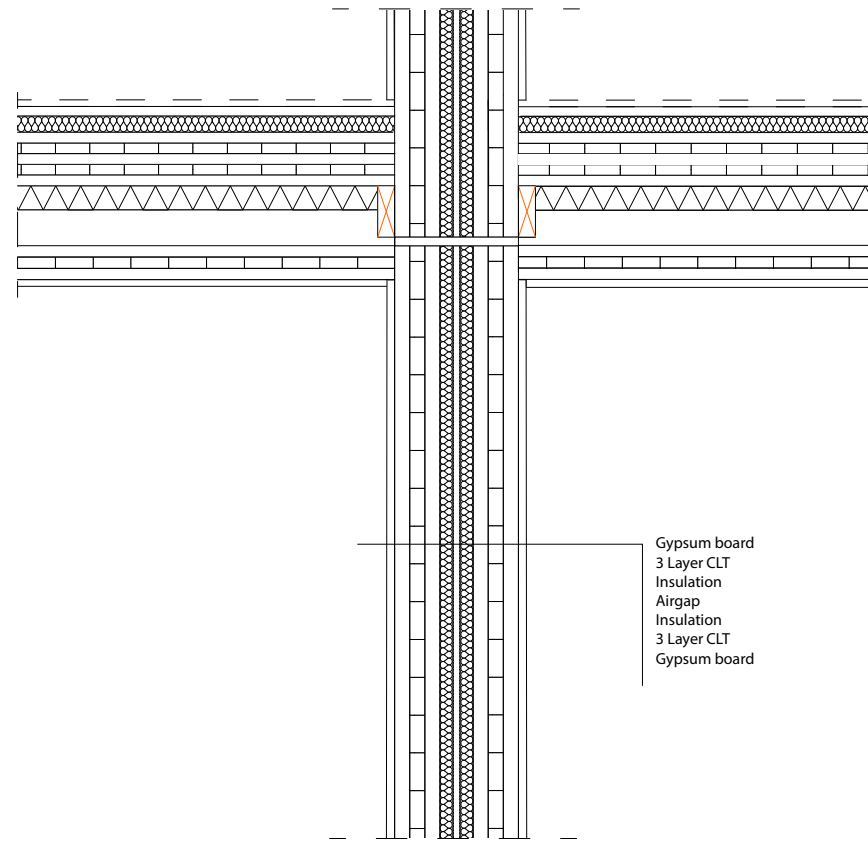 Gypsum board
3 Layer CLT
Insulation
Airgap
Insulation
3 Layer CLT
Gypsum board